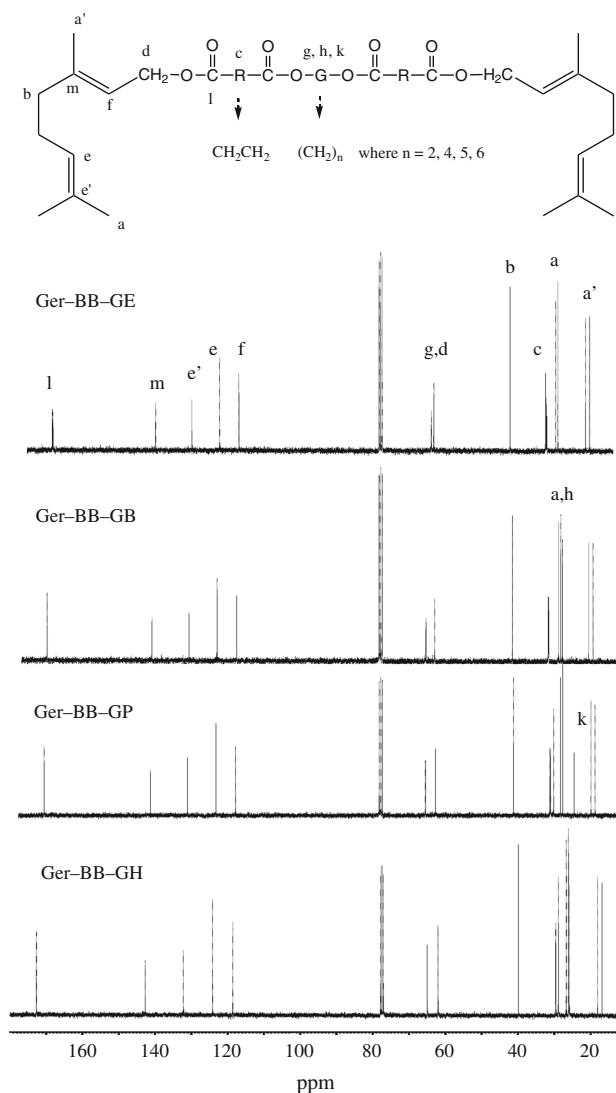 a'
d
O
c
O
g, h, k
O
O
CH2–O–C–R–C–O–G–O–C–R–C–O–H2C
b
m
f
l
CH2CH2 (CH2)n where n = 2, 4, 5, 6
e
e'
a
Ger–BB–GE
b
a
a'
l
m
e'
e
f
g,d
c
Ger–BB–GB
a,h
Ger–BB–GP
k
Ger–BB–GH
160 140 120 100 80 60 40 20
ppm